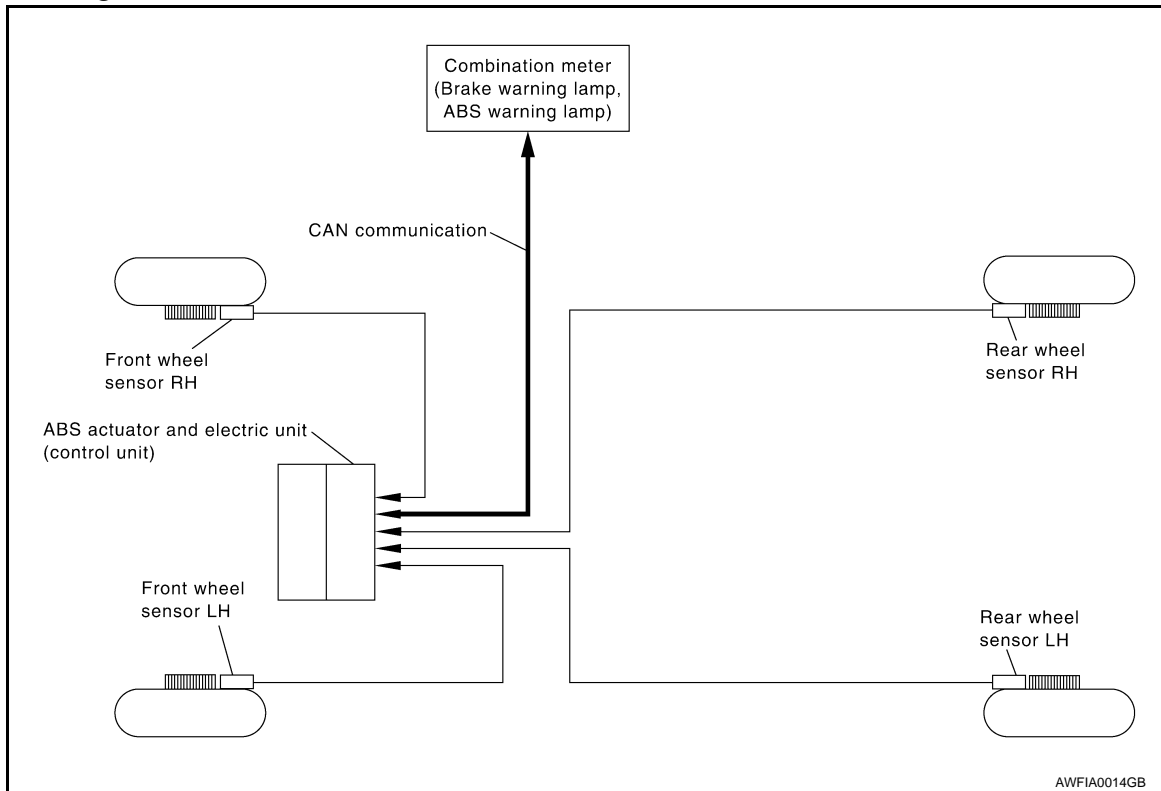 Combination meter
(Brake warning lamp,
ABS warning lamp)
CAN communication
Front wheel
sensor RH
Rear wheel
sensor RH
ABS actuator and electric unit
(control unit)
Front wheel
sensor LH
Rear wheel
sensor LH
AWFIA0014GB